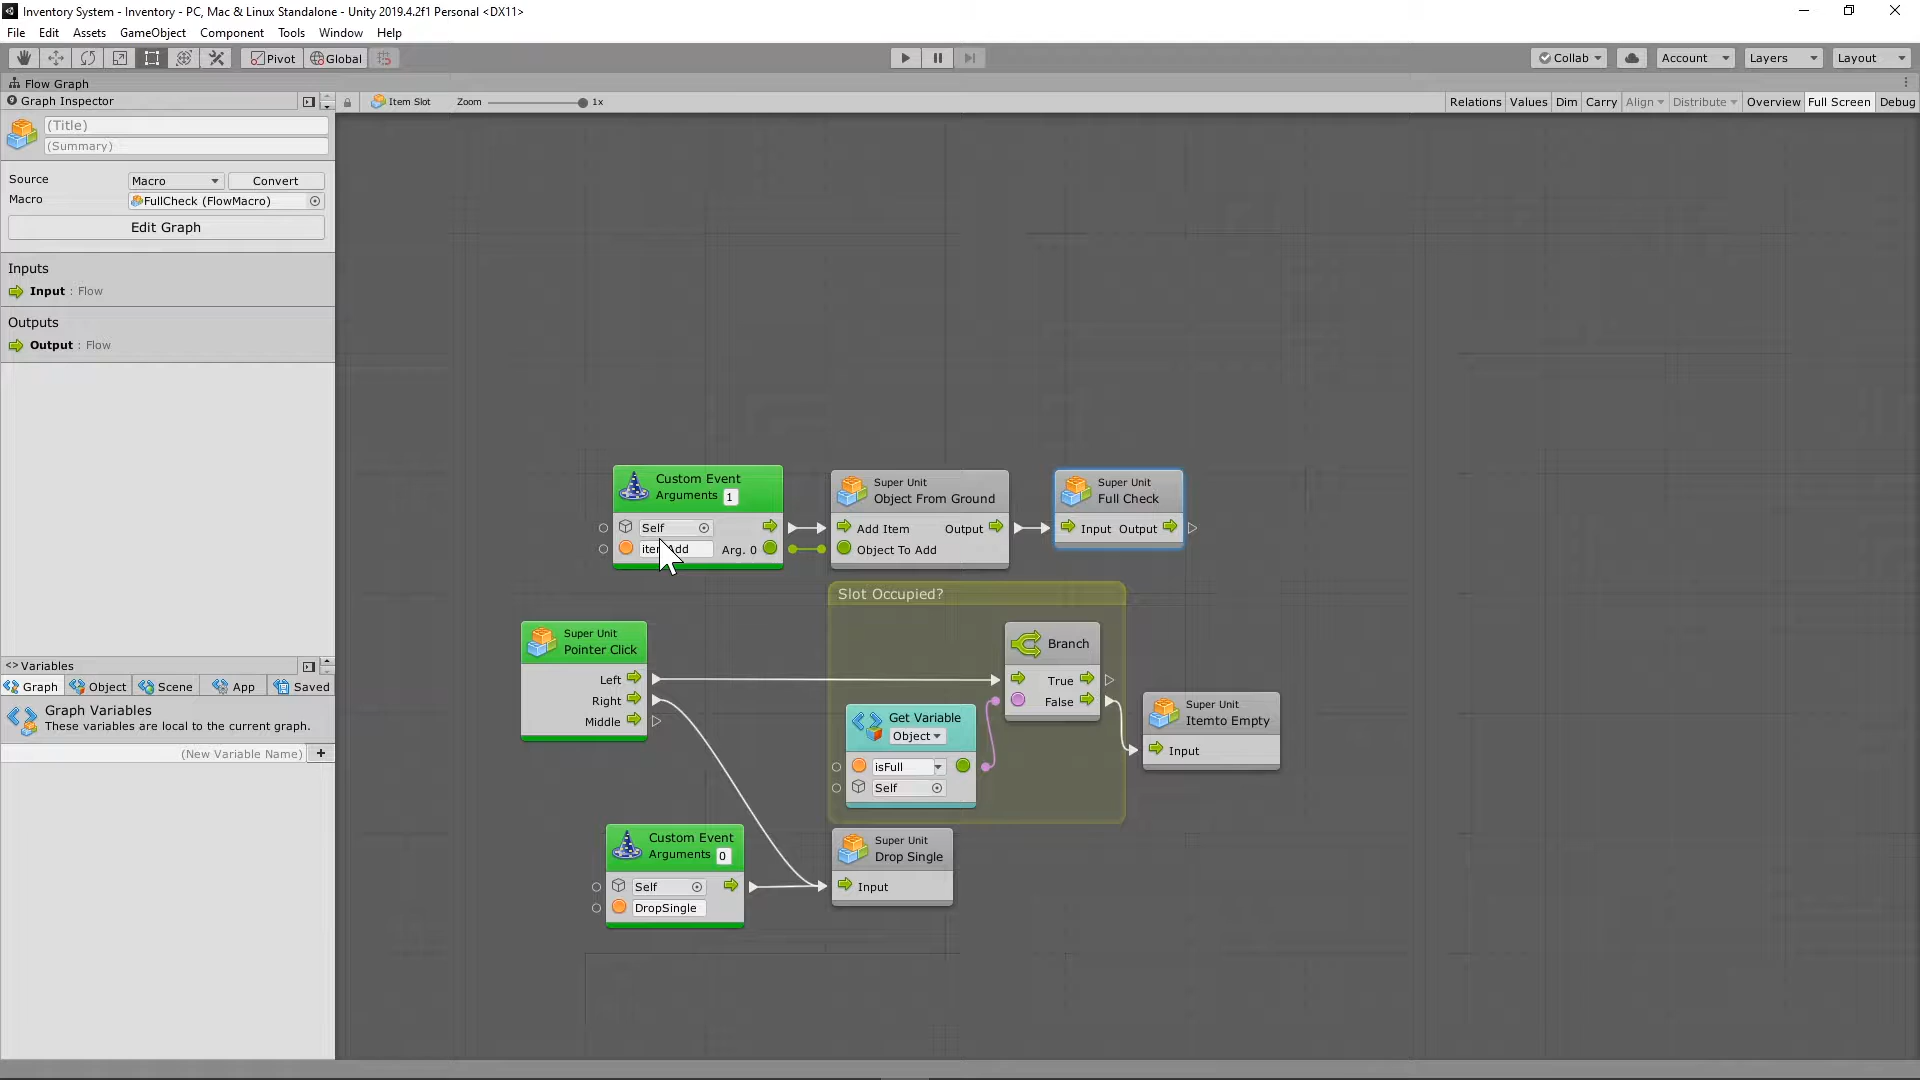 Inventory System - Inventory - PC, Mac & Linux Standalone - Unity 2019.4.2f1 Personal <DX11>
File Edit Assets GameObject Component Tools Window Help
Pivot Global Collab Account Layers Layout
Flow Graph
Graph Inspector
Item Slot Zoom 1x Relations Values Dim Carry Align Distribute Overview Full Screen Debug
(Title)
(Summary)
Source Macro Convert
Macro FullCheck (FlowMacro)
Edit Graph
Inputs
Input : Flow
Outputs
Output : Flow
<> Variables
Graph Object Scene App Saved
Graph Variables
These variables are local to the current graph.
(New Variable Name) +
Custom Event
Arguments 1
Self
Arg. 0
Super Unit
Object From Ground
Add Item Output
Object To Add
Super Unit
Full Check
Input Output
Slot Occupied?
Super Unit
Pointer Click
Left
Right
Middle
Branch
True
False
Get Variable
Object
isFull
Self
Super Unit
Itemto Empty
Input
Custom Event
Arguments 0
Self
DropSingle
Super Unit
Drop Single
Input